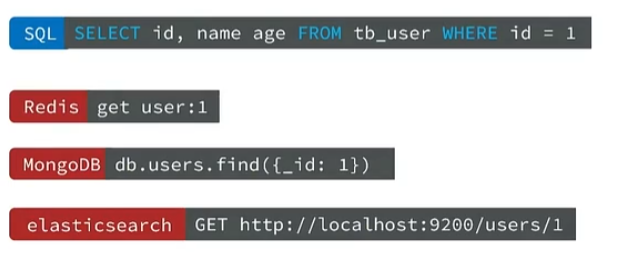 SQL SELECT id, name age FROM tb_user WHERE id = 1
Redis get user:1
MongoDB db.users.find({_id: 1})
elasticsearch GET http://localhost:9200/users/1